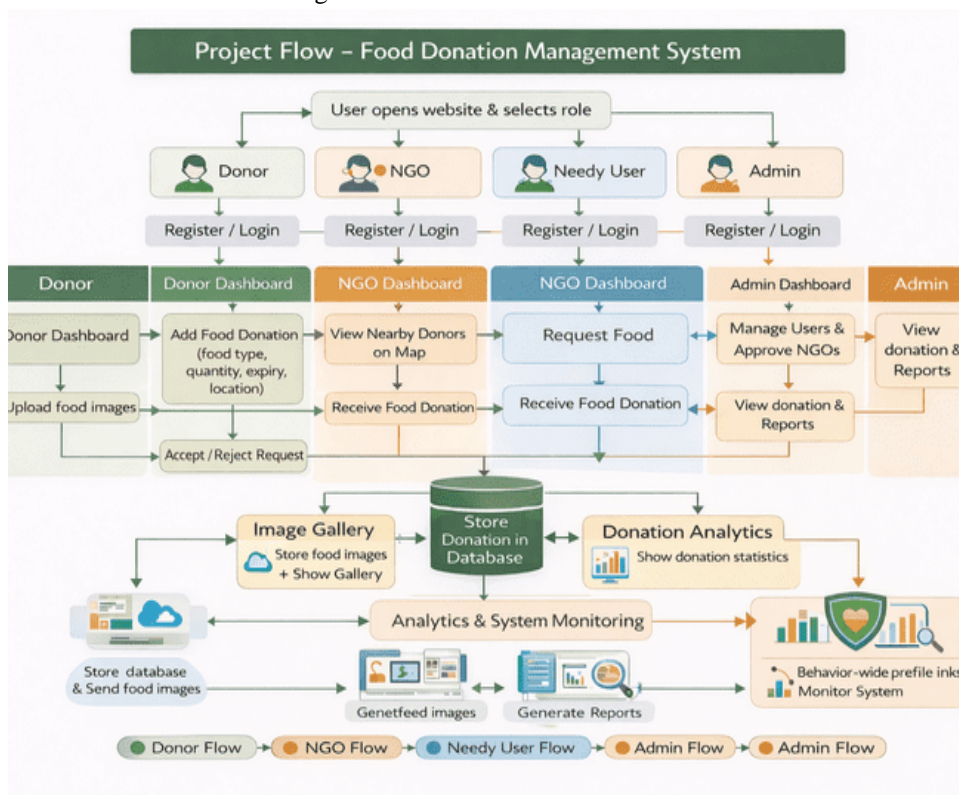 Project Flow – Food Donation Management System
User opens website & selects role
Donor
NGO
Needy User
Admin
Register / Login
Register / Login
Register / Login
Register / Login
Donor
Donor Dashboard
NGO Dashboard
NGO Dashboard
Admin Dashboard
Admin
Donor Dashboard
Add Food Donation
(food type,
quantity, expiry,
location)
View Nearby Donors
on Map
Request Food
Manage Users &
Approve NGOs
View
donation &
Reports
Upload food images
Receive Food Donation
Receive Food Donation
View donation &
Reports
Accept / Reject Request
Image Gallery
Store food images
+ Show Gallery
Store
Donation in
Database
Donation Analytics
Show donation statistics
Analytics & System Monitoring
Store database
& Send food images
Genetfeed images
Generate Reports
Behavior-wide prefile inks
Monitor System
Donor Flow
NGO Flow
Needy User Flow
Admin Flow
Admin Flow